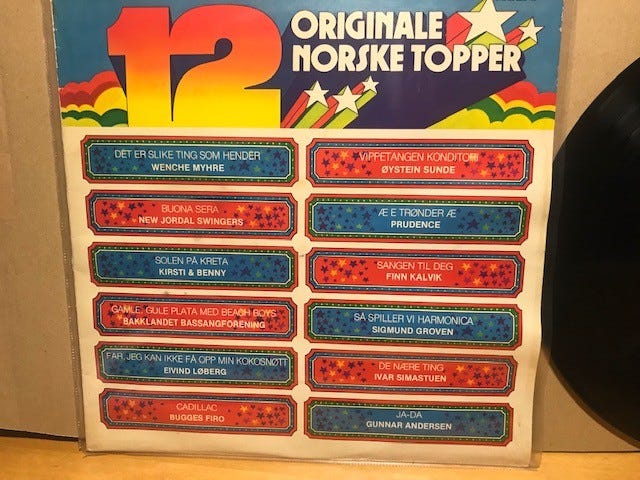 12
ORIGINALE
NORSKE TOPPER
DET ER SLIKE TING SOM HENDER
WENCHE MYHRE
BUONA SERA
NEW JORDAL SWINGERS
SOLEN PÅ KRETA
KIRSTI & BENNY
GAMLE, GULE PLATA MED BEACH BOYS
BAKKLANDET BASSANGFORENING
FAR, JEG KAN IKKE FÅ OPP MIN KOKOSNØTT
EIVIND LØBERG
CADILLAC
BUGGES FIRO
VIPPETANGEN KONDITORI
ØYSTEIN SUNDE
Æ E TRØNDER Æ
PRUDENCE
SANGEN TIL DEG
FINN KALVIK
SÅ SPILLER VI HARMONICA
SIGMUND GROVEN
DE NÆRE TING
IVAR SIMASTUEN
JA-DA
GUNNAR ANDERSEN